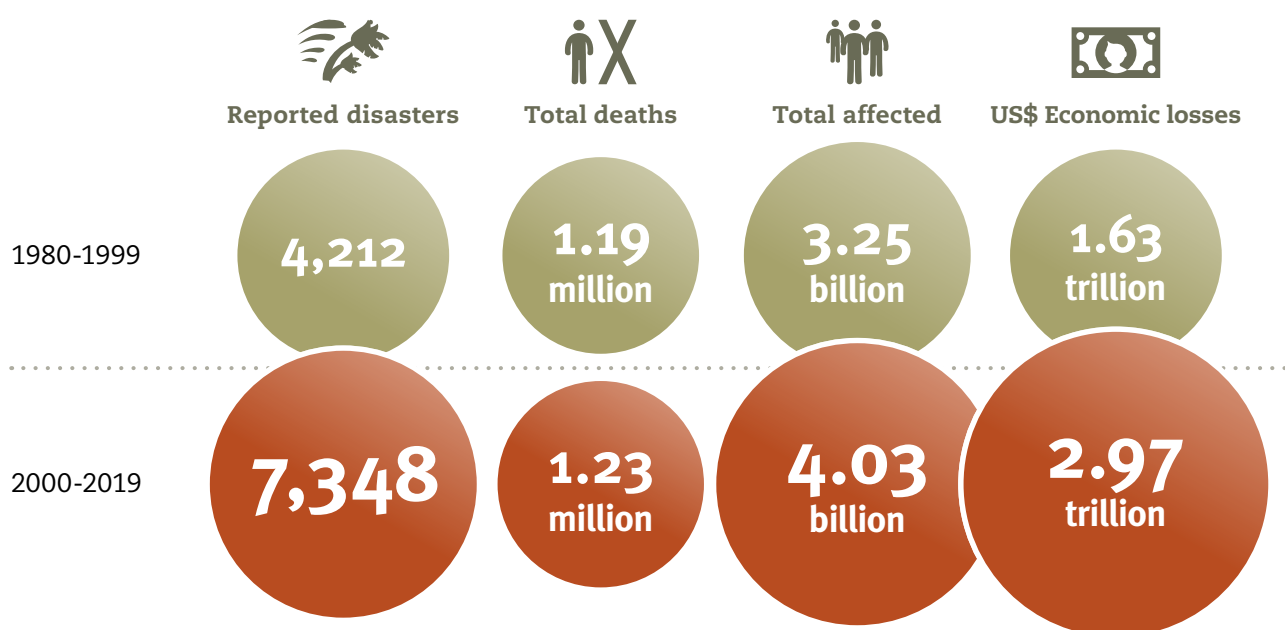 Reported disasters
Total deaths
Total affected
US$ Economic losses
1980-1999
4,212
1.19
million
3.25
billion
1.63
trillion
2000-2019
7,348
1.23
million
4.03
billion
2.97
trillion